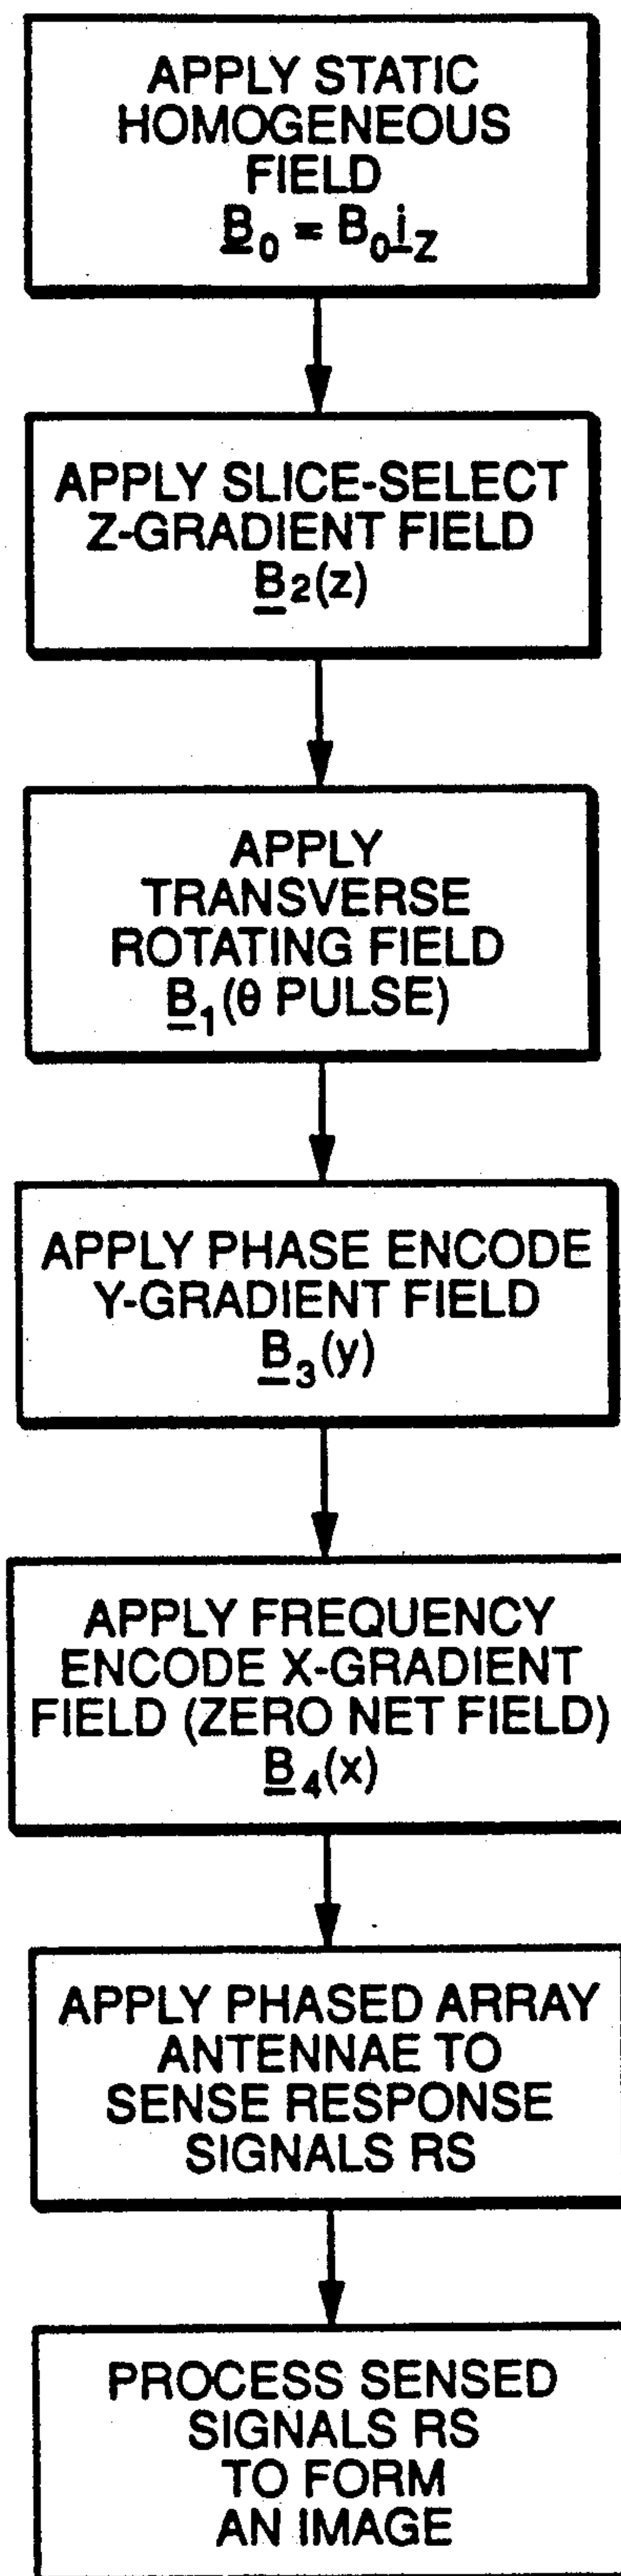 APPLY STATIC
HOMOGENEOUS
FIELD
B₀ = B₀i_Z
APPLY SLICE-SELECT
Z-GRADIENT FIELD
B₂(z)
APPLY
TRANSVERSE
ROTATING FIELD
B₁(θ PULSE)
APPLY PHASE ENCODE
Y-GRADIENT FIELD
B₃(y)
APPLY FREQUENCY
ENCODE X-GRADIENT
FIELD (ZERO NET FIELD)
B₄(x)
APPLY PHASED ARRAY
ANTENNAE TO
SENSE RESPONSE
SIGNALS RS
PROCESS SENSED
SIGNALS RS
TO FORM
AN IMAGE